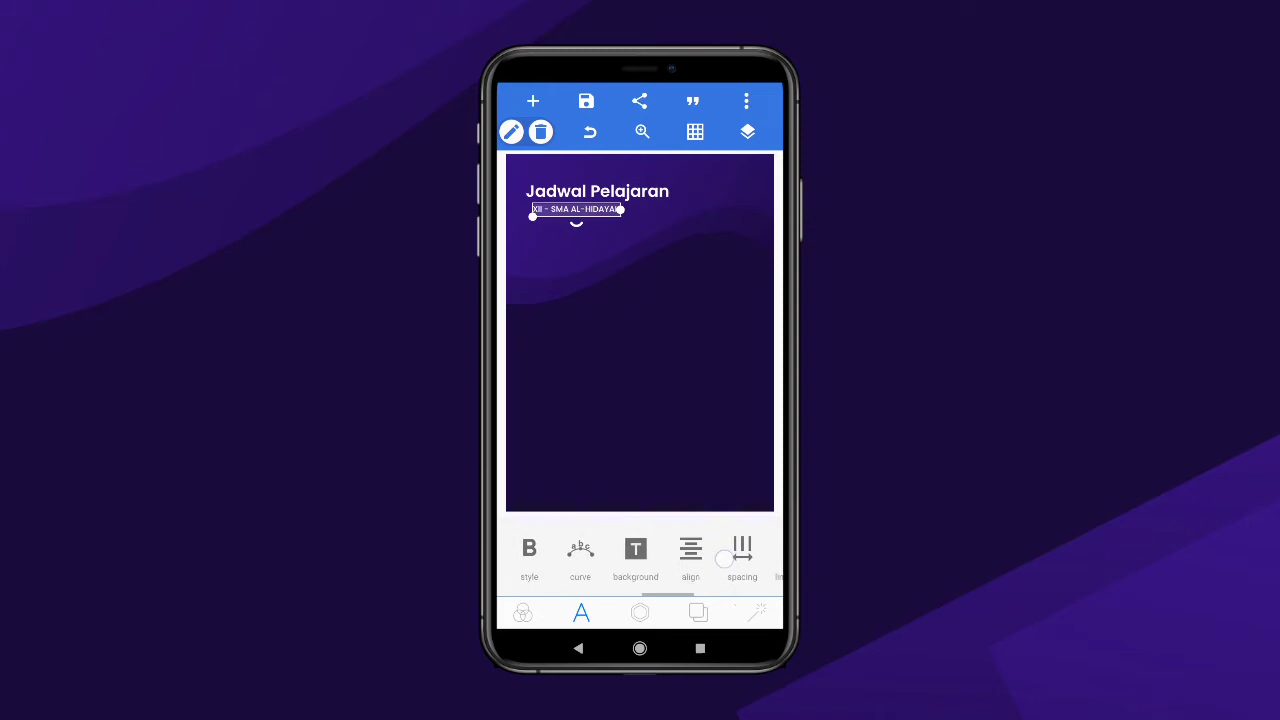 Jadwal Pelajaran
XII - SMA AL-HIDAYAH
B
a b c
T
style
curve
background
align
spacing
A